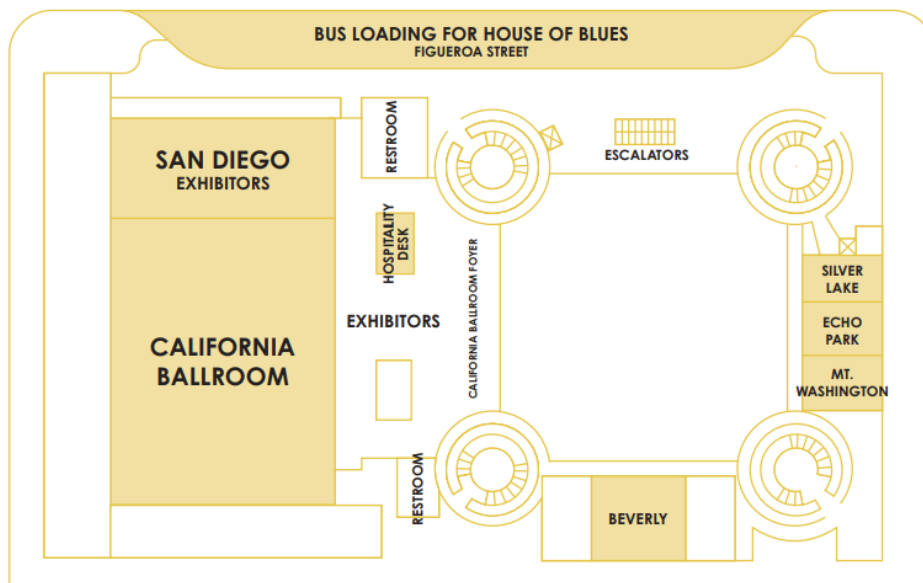 BUS LOADING FOR HOUSE OF BLUES
FIGUEROA STREET
RESTROOM
ESCALATORS
SAN DIEGO
EXHIBITORS
HOSPITALITY
DESK
CALIFORNIA BALLROOM FOYER
SILVER
LAKE
EXHIBITORS
ECHO
PARK
CALIFORNIA
BALLROOM
MT.
WASHINGTON
RESTROOM
BEVERLY